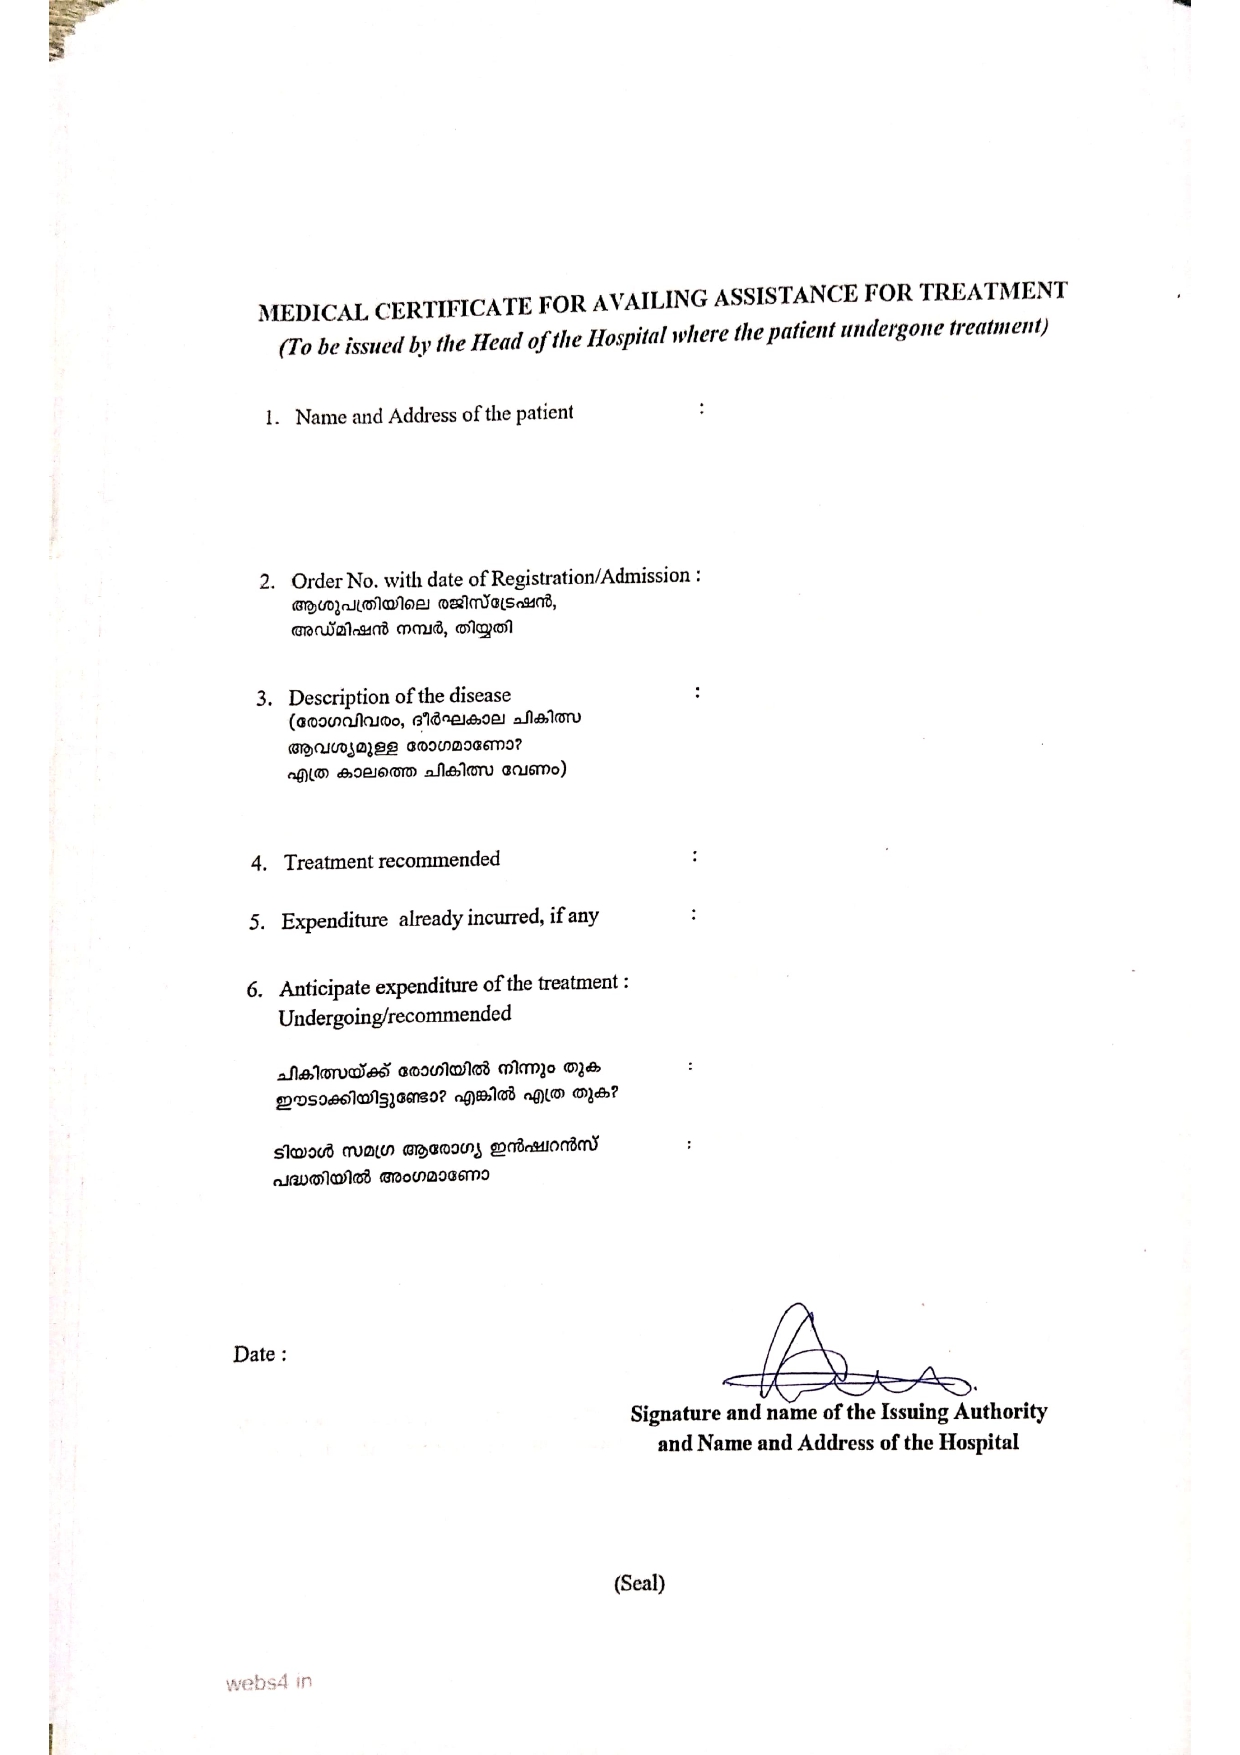 MEDICAL CERTIFICATE FOR AVAILING ASSISTANCE FOR TREATMENT
(To be issued by the Head of the Hospital where the patient undergone treatment)
1. Name and Address of the patient :
2. Order No. with date of Registration/Admission :
ആശുപത്രിയിലെ രജിസ്ട്രേഷൻ,
അഡ്മിഷൻ നമ്പർ, തിയ്യതി
3. Description of the disease :
(രോഗവിവരം, ദീർഘകാല ചികിത്സ
ആവശ്യമുള്ള രോഗമാണോ?
എത്ര കാലത്തെ ചികിത്സ വേണം)
4. Treatment recommended :
5. Expenditure already incurred, if any :
6. Anticipate expenditure of the treatment :
Undergoing/recommended
ചികിത്സയ്ക്ക് രോഗിയിൽ നിന്നും തുക :
ഈടാക്കിയിട്ടുണ്ടോ? എങ്കിൽ എത്ര തുക?
ടിയാൾ സമഗ്ര ആരോഗ്യ ഇൻഷ്വറൻസ് :
പദ്ധതിയിൽ അംഗമാണോ
Date :
Signature and name of the Issuing Authority
and Name and Address of the Hospital
(Seal)
webs4 in